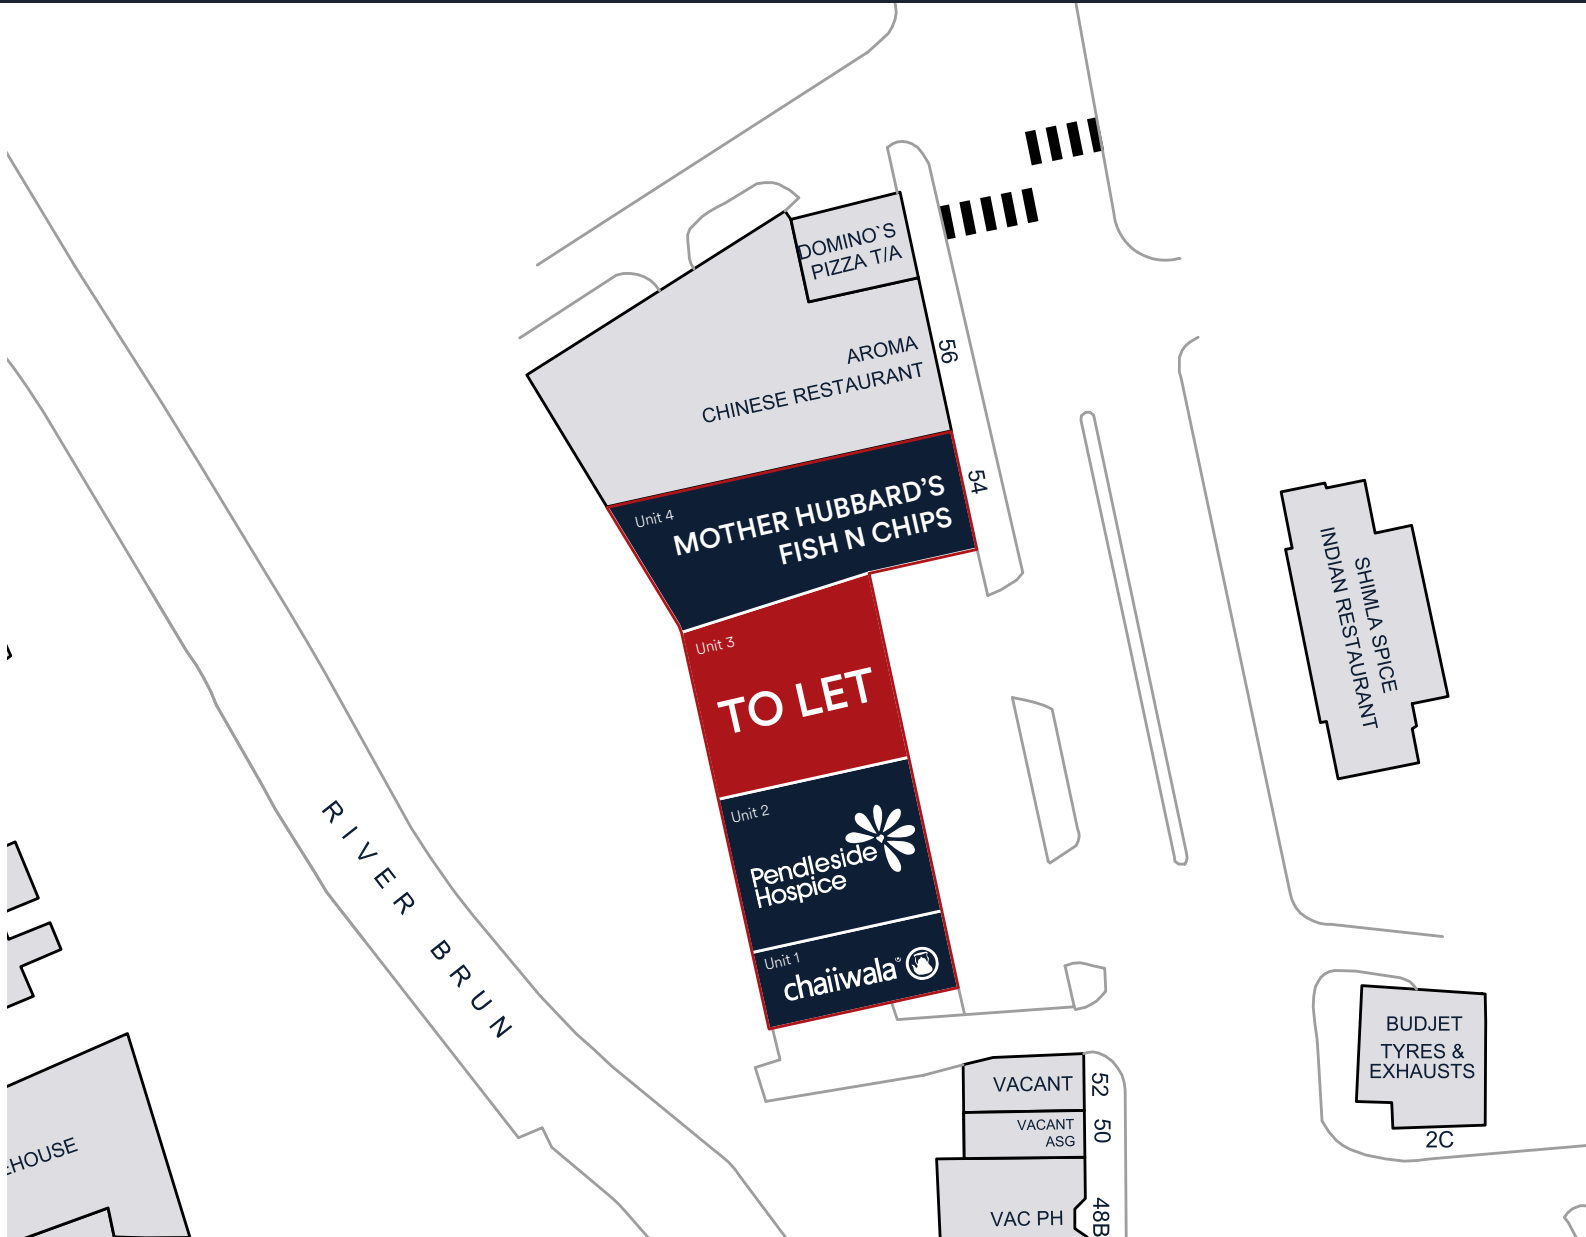 DOMINO`S
PIZZA T/A
AROMA
CHINESE RESTAURANT
56
54
Unit 4
MOTHER HUBBARD'S
FISH N CHIPS
Unit 3
TO LET
Unit 2
Pendleside
Hospice
Unit 1
chaiiwala
SHIMLA SPICE
INDIAN RESTAURANT
RIVER BRUN
BUDJET
TYRES &
EXHAUSTS
2C
VACANT
52
VACANT
ASG
50
VAC PH
48B
EHOUSE